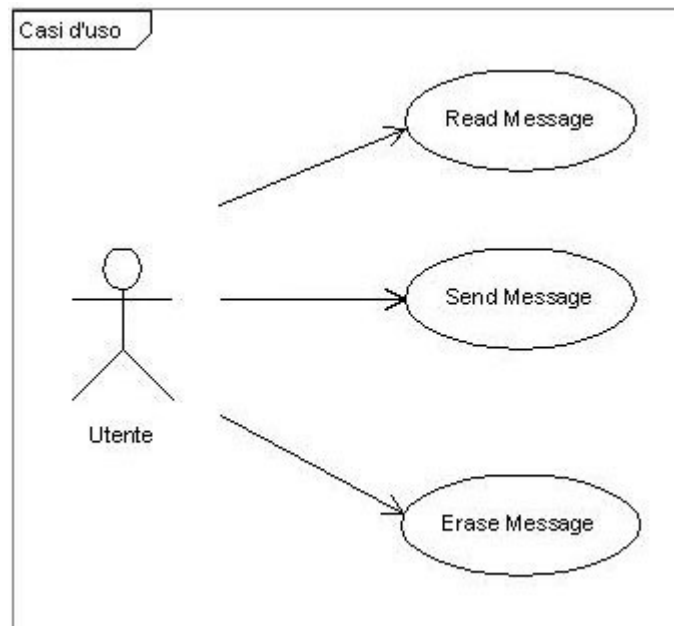 Casi d'uso
Read Message
Send Message
Utente
Erase Message